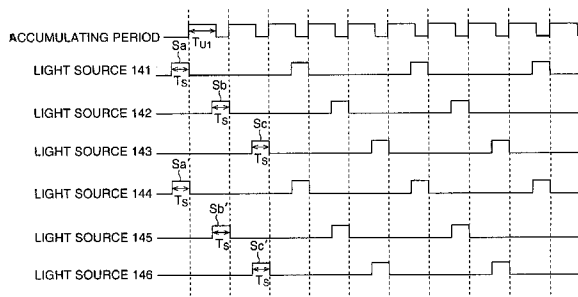 ACCUMULATING PERIOD
TU1
Sa
LIGHT SOURCE 141
TS
Sb
LIGHT SOURCE 142
TS
Sc
LIGHT SOURCE 143
TS
Sa
LIGHT SOURCE 144
TS
Sb'
LIGHT SOURCE 145
TS
Sc'
LIGHT SOURCE 146
TS